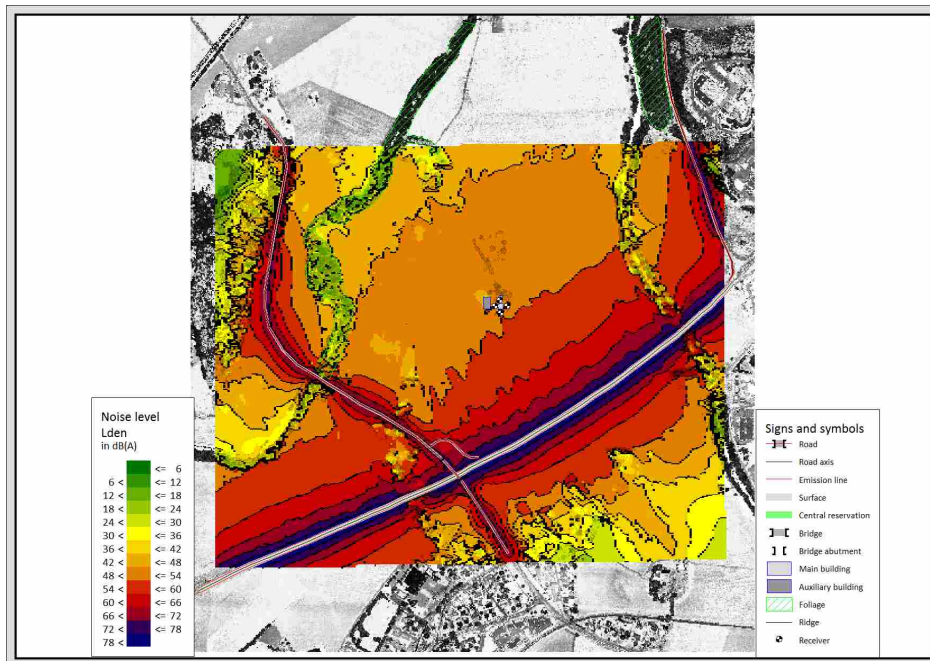 Noise level
Lden
in dB(A)
<= 6
6 < <= 12
12 < <= 18
18 < <= 24
24 < <= 30
30 < <= 36
36 < <= 42
42 < <= 48
48 < <= 54
54 < <= 60
60 < <= 66
66 < <= 72
72 < <= 78
78 <
Signs and symbols
Road
Road axis
Emission line
Surface
Central reservation
Bridge
Bridge abutment
Main building
Auxiliary building
Foliage
Ridge
Receiver